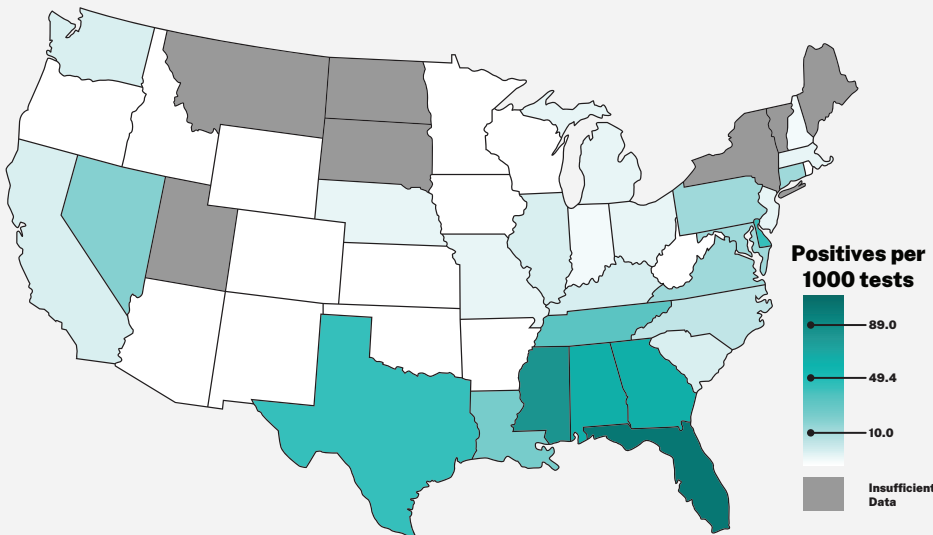 Positives per
1000 tests
89.0
49.4
10.0
Insufficient
Data